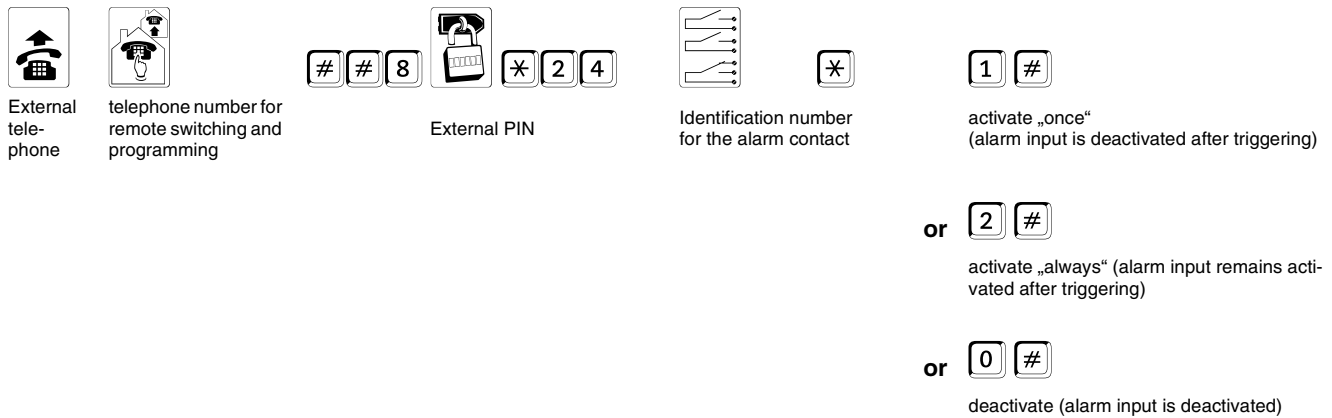 # # 8 * 2 4 * 1 #
External
tele-
phone
telephone number for
remote switching and
programming
External PIN
Identification number
for the alarm contact
activate „once“
(alarm input is deactivated after triggering)
or 2 #
activate „always“ (alarm input remains acti-
vated after triggering)
or 0 #
deactivate (alarm input is deactivated)